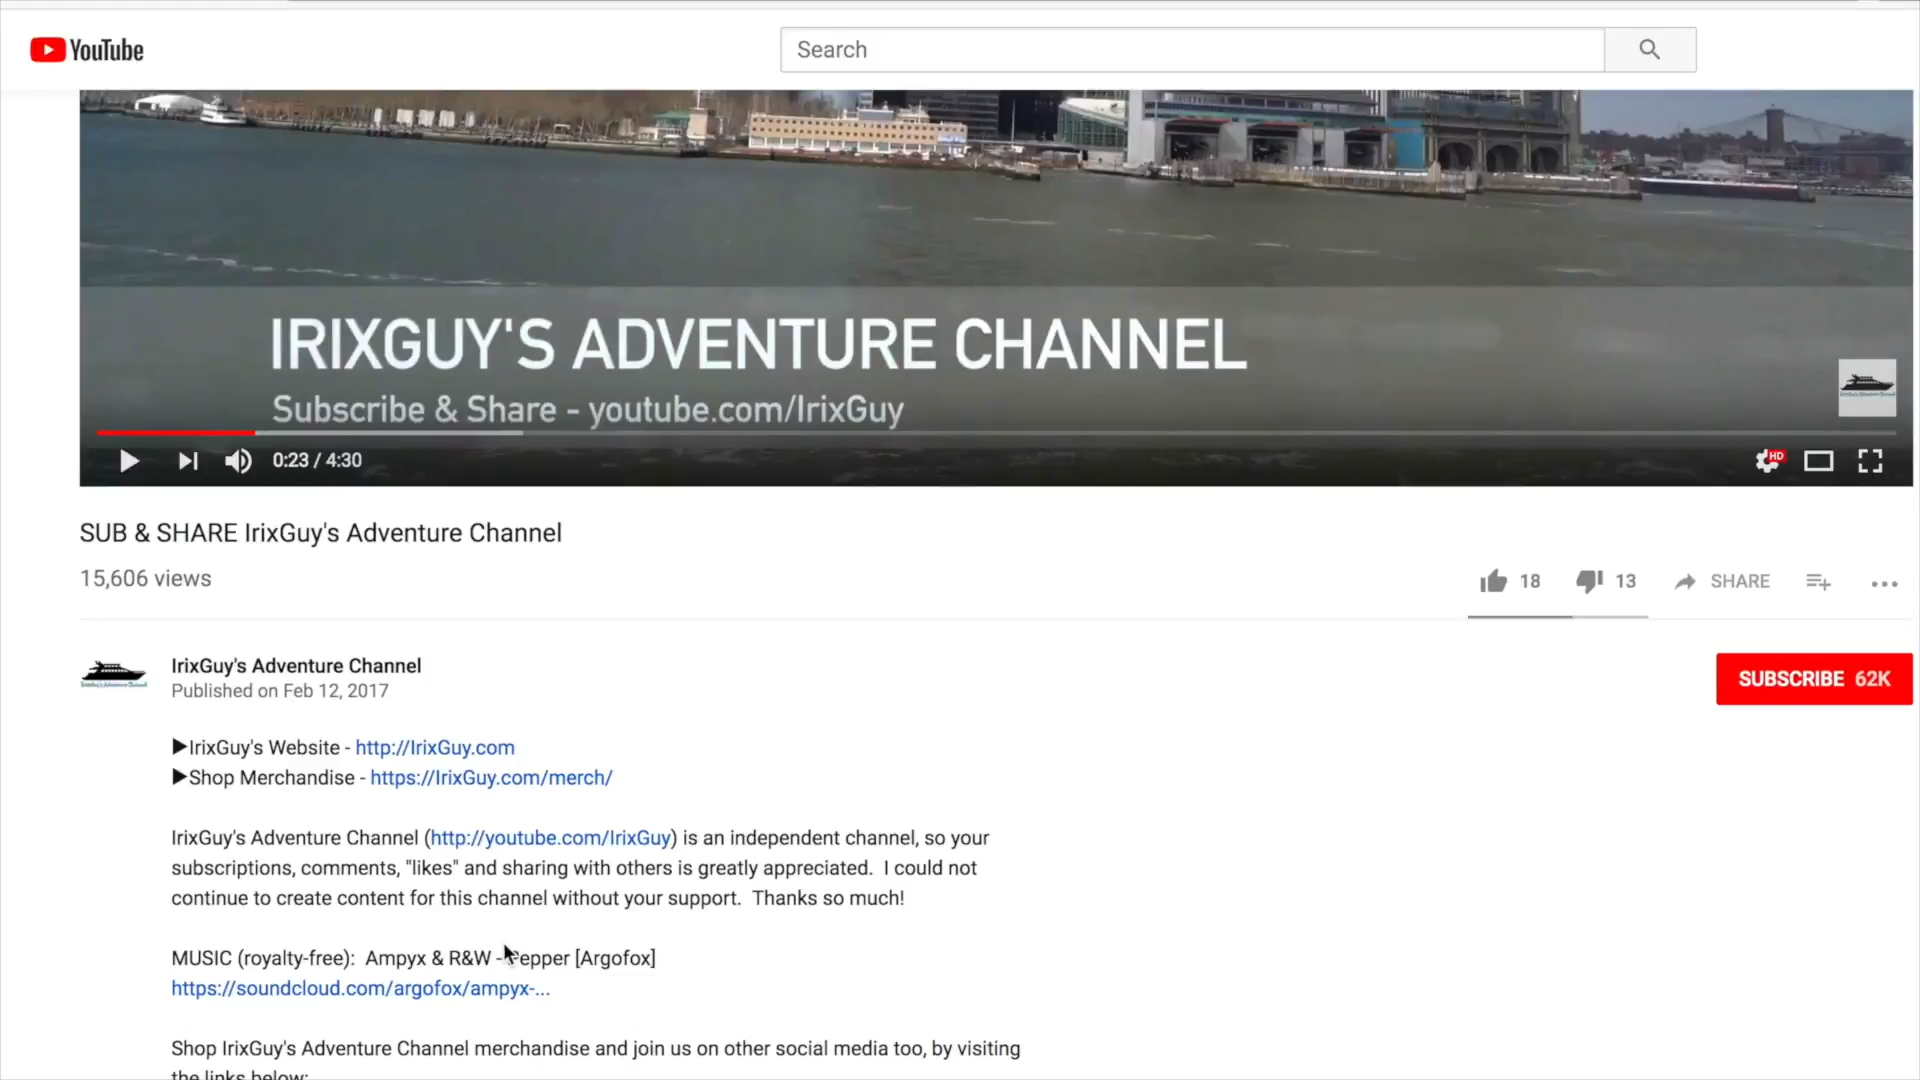 YouTube
Search
IRIXGUY'S ADVENTURE CHANNEL
Subscribe & Share - youtube.com/IrixGuy
0:23 / 4:30
HD
SUB & SHARE IrixGuy's Adventure Channel
15,606 views
18
13
SHARE
IrixGuy's Adventure Channel
Published on Feb 12, 2017
SUBSCRIBE 62K
▶IrixGuy's Website - http://IrixGuy.com
▶Shop Merchandise - https://IrixGuy.com/merch/
IrixGuy's Adventure Channel (http://youtube.com/IrixGuy) is an independent channel, so your
subscriptions, comments, "likes" and sharing with others is greatly appreciated. I could not
continue to create content for this channel without your support. Thanks so much!
MUSIC (royalty-free): Ampyx & R&W - Pepper [Argofox]
https://soundcloud.com/argofox/ampyx-...
Shop IrixGuy's Adventure Channel merchandise and join us on other social media too, by visiting
the links below: